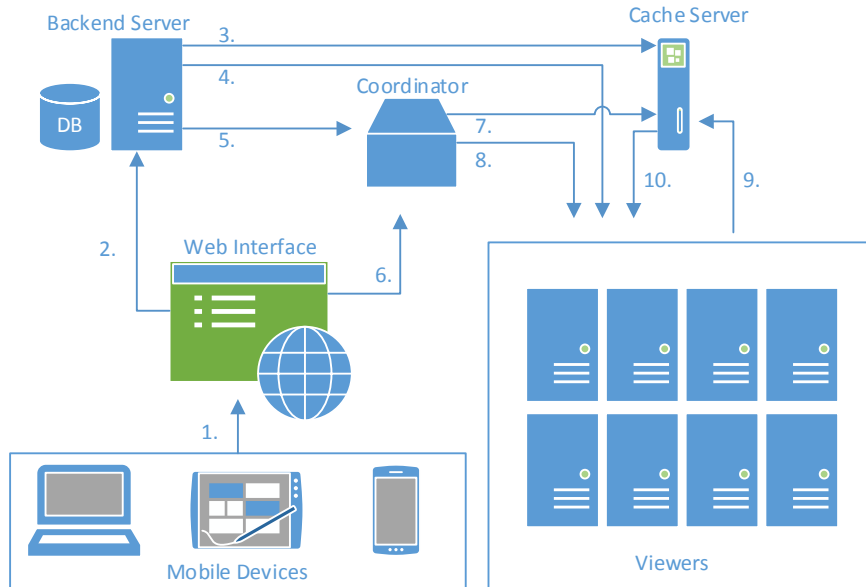 Backend Server
Cache Server
3.
4.
Coordinator
DB
5.
7.
8.
10.
9.
2.
Web Interface
6.
1.
Mobile Devices
Viewers